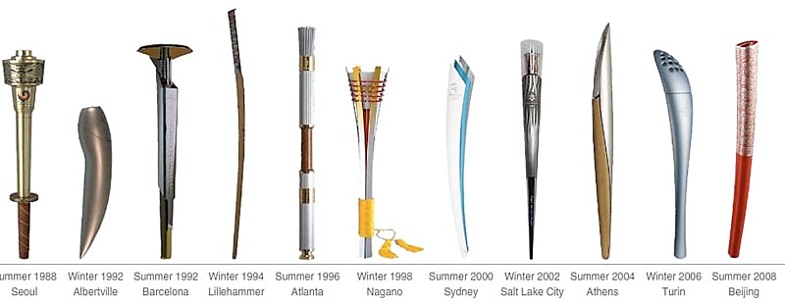 ummer 1988 Winter 1992 Summer 1992 Winter 1994 Summer 1996 Winter 1998 Summer 2000 Winter 2002 Summer 2004 Winter 2006 Summer 2008
Seoul Albertville Barcelona Lillehammer Atlanta Nagano Sydney Salt Lake City Athens Turin Beijing